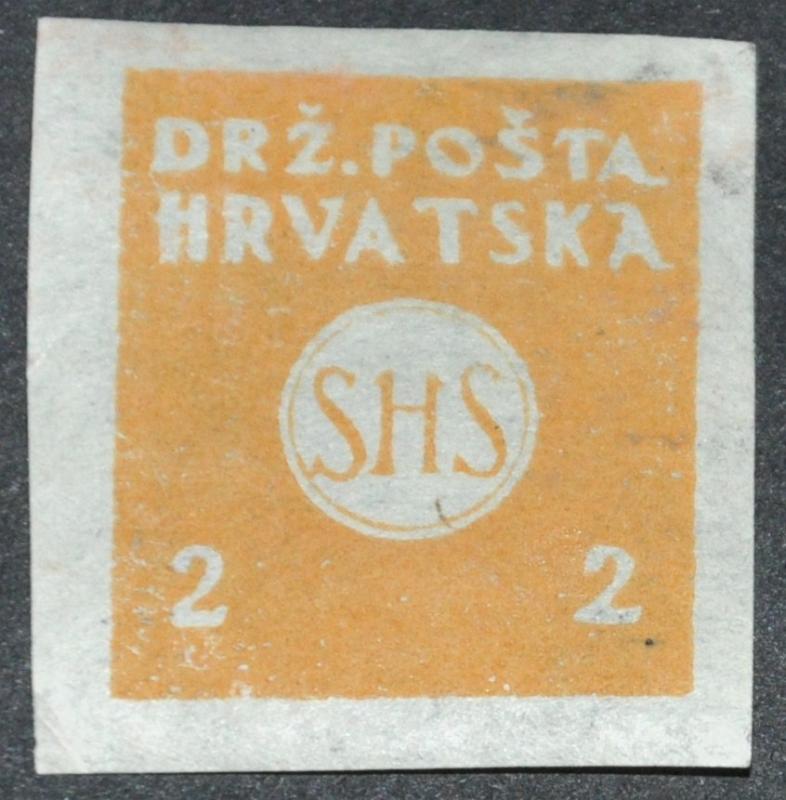 DRŽ. POŠTA
HRVATSKA
SHS
2 2